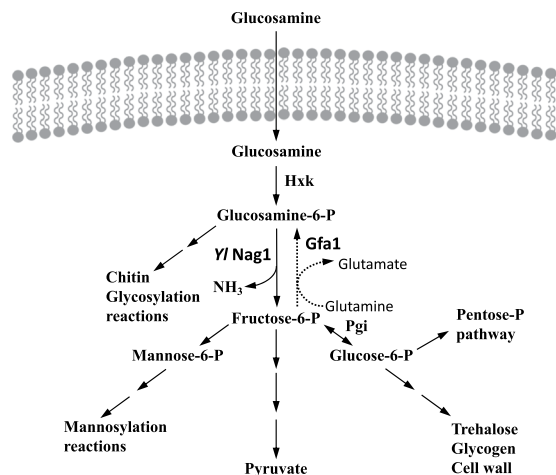 Glucosamine
Glucosamine
Hxk
Glucosamine-6-P
Yl Nag1
Gfa1
Glutamate
Chitin
Glycosylation
reactions
NH3
Glutamine
Fructose-6-P
Pgi
Pentose-P
pathway
Mannose-6-P
Glucose-6-P
Mannosylation
reactions
Trehalose
Glycogen
Cell wall
Pyruvate